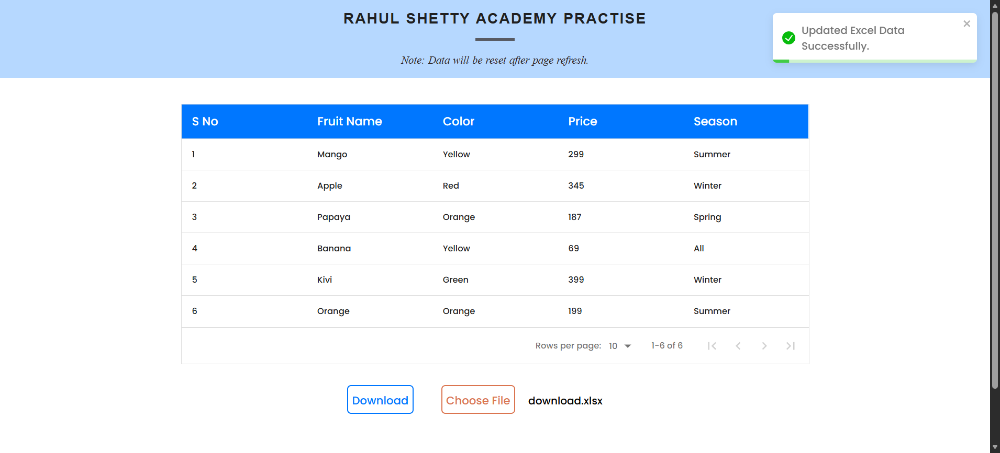 RAHUL SHETTY ACADEMY PRACTISE
Note: Data will be reset after page refresh.
Updated Excel Data
Successfully.
S No Fruit Name Color Price Season
1 Mango Yellow 299 Summer
2 Apple Red 345 Winter
3 Papaya Orange 187 Spring
4 Banana Yellow 69 All
5 Kivi Green 399 Winter
6 Orange Orange 199 Summer
Rows per page: 10 1-6 of 6
Download Choose File download.xlsx